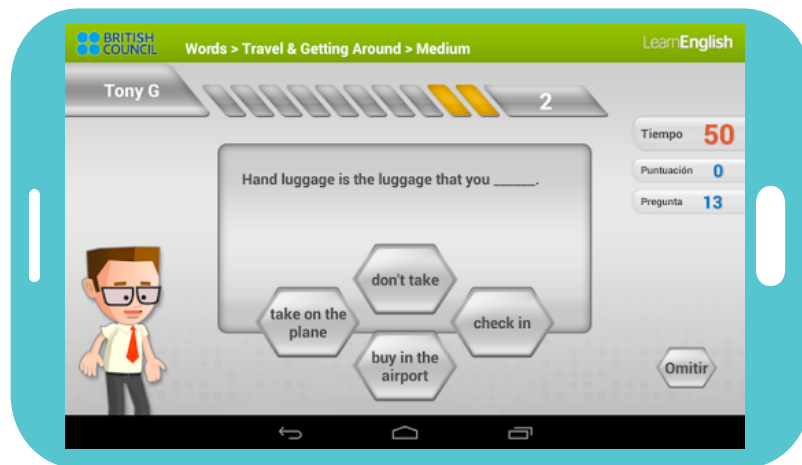 BRITISH
COUNCIL
Words > Travel & Getting Around > Medium
LearnEnglish
Tony G
2
Tiempo 50
Puntuación 0
Pregunta 13
Hand luggage is the luggage that you ______.
don't take
take on the
plane
check in
buy in the
airport
Omitir